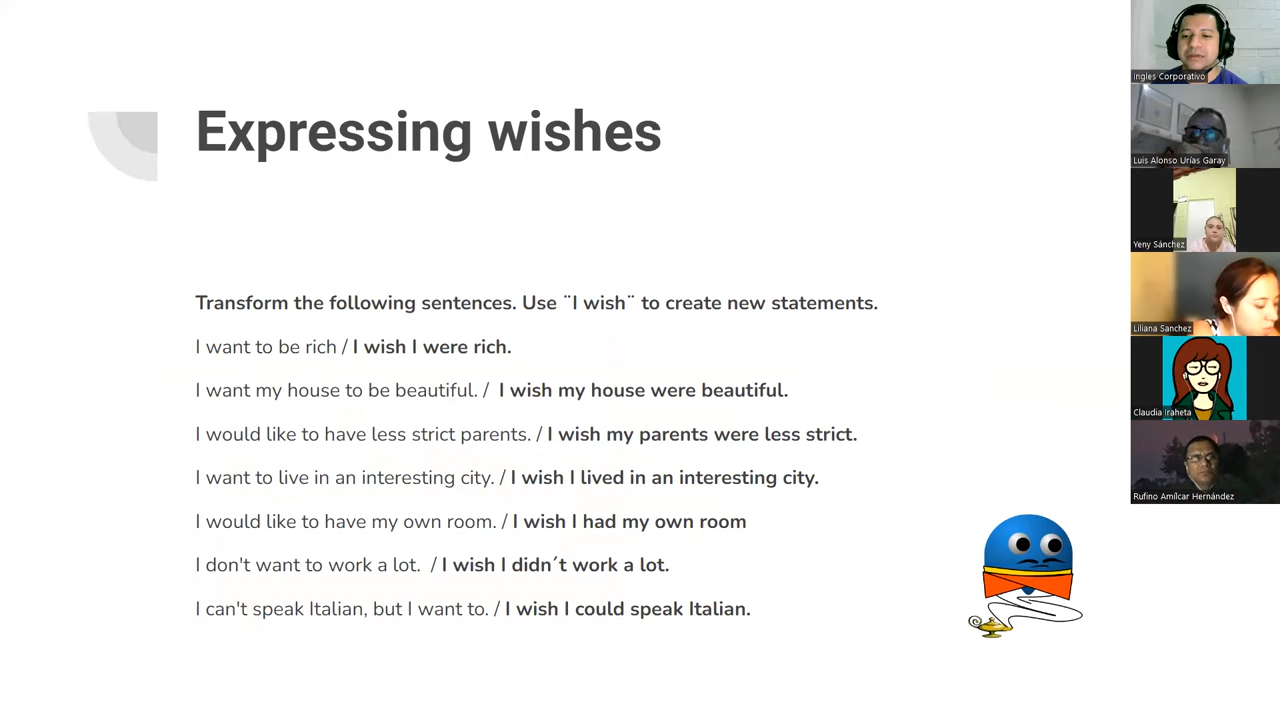 Expressing wishes
Transform the following sentences. Use ¨I wish¨ to create new statements.
I want to be rich / I wish I were rich.
I want my house to be beautiful. / I wish my house were beautiful.
I would like to have less strict parents. / I wish my parents were less strict.
I want to live in an interesting city. / I wish I lived in an interesting city.
I would like to have my own room. / I wish I had my own room
I don't want to work a lot. / I wish I didn´t work a lot.
I can't speak Italian, but I want to. / I wish I could speak Italian.
Ingles Corporativo
Luis Alonso Urías Garay
Yeny Sánchez
Liliana Sanchez
Claudia Iraheta
Rufino Amílcar Hernández